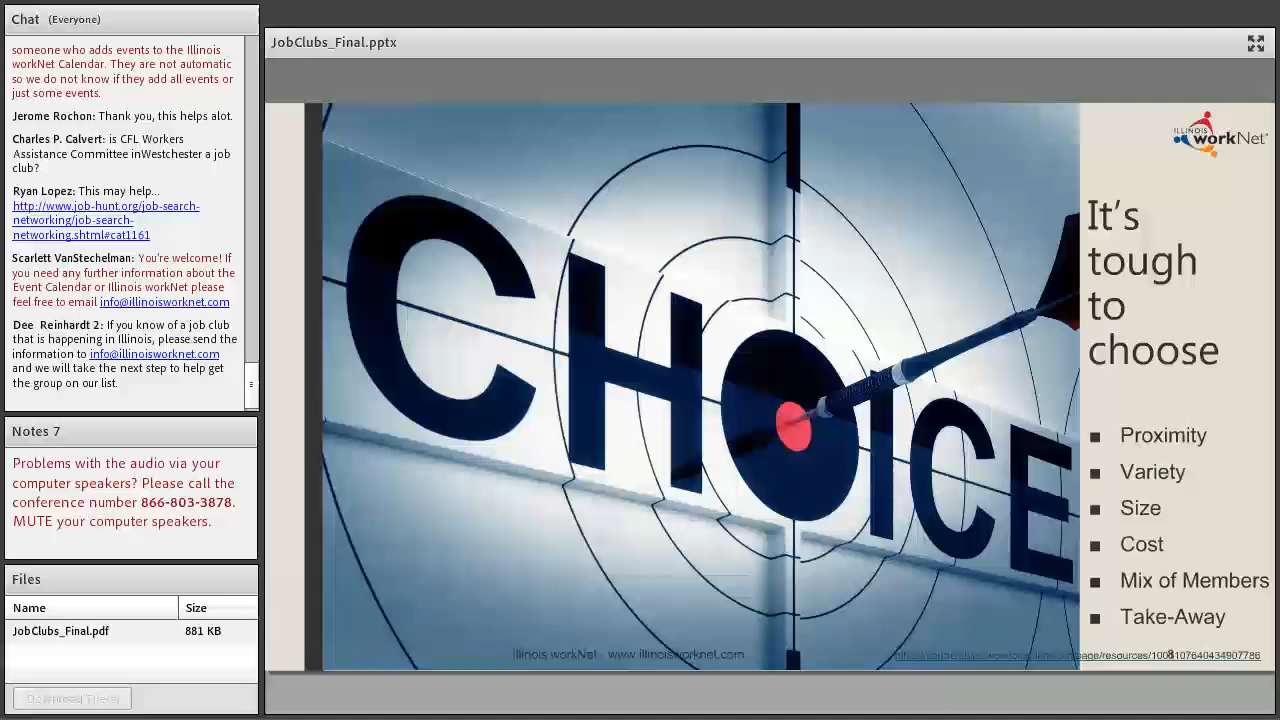 Chat (Everyone)
someone who adds events to the Illinois
workNet Calendar. They are not automatic
so we do not know if they add all events or
just some events.
Jerome Rochon: Thank you, this helps alot.
Charles P. Calvert: is CFL Workers
Assistance Committee inWestchester a job
club?
Ryan Lopez: This may help...
http://www.job-hunt.org/job-search-
networking/job-search-
networking.shtml#cat1161
Scarlett VanStechelman: You're welcome! If
you need any further information about the
Event Calendar or Illinois workNet please
feel free to email info@illinoisworknet.com
Dee Reinhardt 2: If you know of a job club
that is happening in Illinois, please send the
information to info@illinoisworknet.com
and we will take the next step to help get
the group on our list.
Notes 7
Problems with the audio via your
computer speakers? Please call the
conference number 866-803-3878.
MUTE your computer speakers.
Files
Name Size
JobClubs_Final.pdf 881 KB
Download File(s)
JobClubs_Final.pptx
CHOICE
ILLINOIS
workNet
It's
tough
to
choose
■ Proximity
■ Variety
■ Size
■ Cost
■ Mix of Members
■ Take-Away
Illinois workNet - www.illinoisworknet.com
8